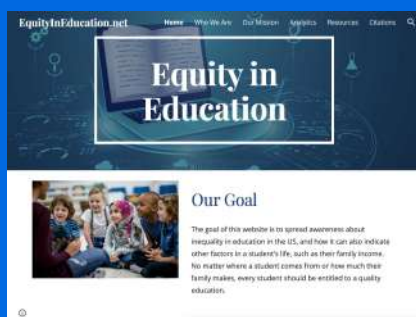 EquityInEducation.net
Home Who We Are Our Mission Analytics Resources Citations
Equity in
Education
Our Goal
The goal of this website is to spread awareness about
inequality in education in the US, and how it can also indicate
other factors in a student's life, such as their family income.
No matter where a student comes from or how much their
family makes, every student should be entitled to a quality
education.